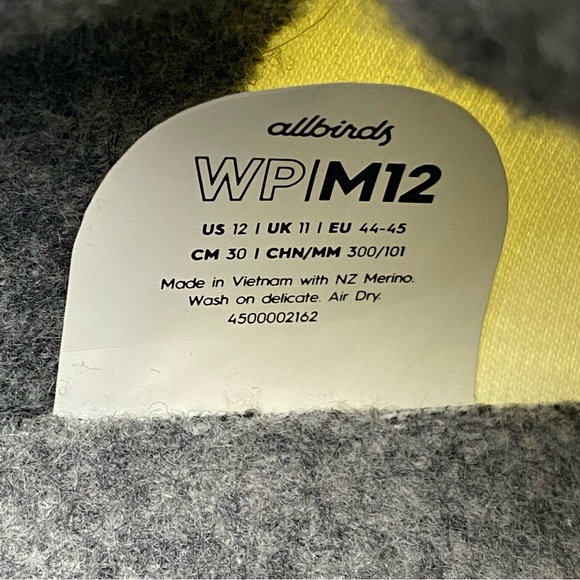 allbirds
WP|M12
US 12 | UK 11 | EU 44-45
CM 30 | CHN/MM 300/101
Made in Vietnam with NZ Merino.
Wash on delicate. Air Dry.
4500002162